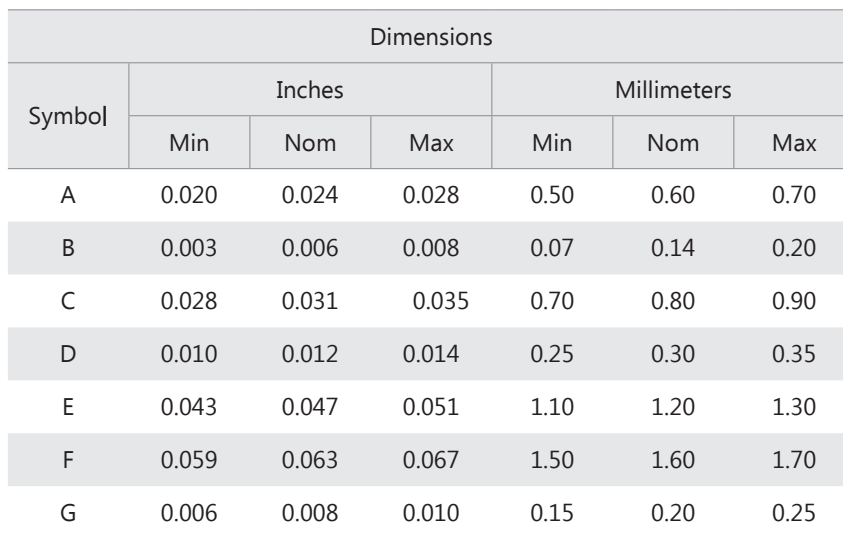 Dimensions
Inches Millimeters
Symbol
Min Nom Max Min Nom Max
A 0.020 0.024 0.028 0.50 0.60 0.70
B 0.003 0.006 0.008 0.07 0.14 0.20
C 0.028 0.031 0.035 0.70 0.80 0.90
D 0.010 0.012 0.014 0.25 0.30 0.35
E 0.043 0.047 0.051 1.10 1.20 1.30
F 0.059 0.063 0.067 1.50 1.60 1.70
G 0.006 0.008 0.010 0.15 0.20 0.25